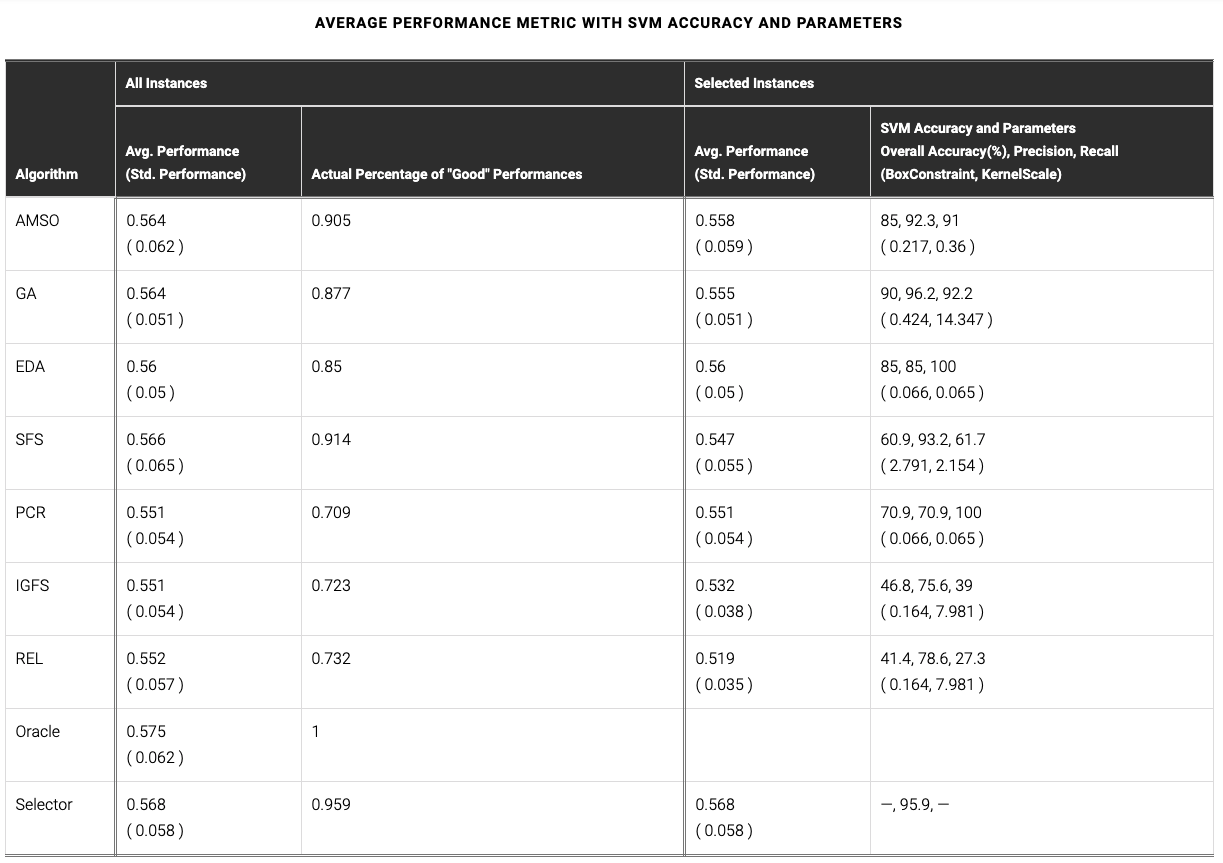 AVERAGE PERFORMANCE METRIC WITH SVM ACCURACY AND PARAMETERS
All Instances
Selected Instances
Algorithm
Avg. Performance
(Std. Performance)
Actual Percentage of "Good" Performances
Avg. Performance
(Std. Performance)
SVM Accuracy and Parameters
Overall Accuracy(%), Precision, Recall
(BoxConstraint, KernelScale)
AMSO
0.564
( 0.062 )
0.905
0.558
( 0.059 )
85, 92.3, 91
( 0.217, 0.36 )
GA
0.564
( 0.051 )
0.877
0.555
( 0.051 )
90, 96.2, 92.2
( 0.424, 14.347 )
EDA
0.56
( 0.05 )
0.85
0.56
( 0.05 )
85, 85, 100
( 0.066, 0.065 )
SFS
0.566
( 0.065 )
0.914
0.547
( 0.055 )
60.9, 93.2, 61.7
( 2.791, 2.154 )
PCR
0.551
( 0.054 )
0.709
0.551
( 0.054 )
70.9, 70.9, 100
( 0.066, 0.065 )
IGFS
0.551
( 0.054 )
0.723
0.532
( 0.038 )
46.8, 75.6, 39
( 0.164, 7.981 )
REL
0.552
( 0.057 )
0.732
0.519
( 0.035 )
41.4, 78.6, 27.3
( 0.164, 7.981 )
Oracle
0.575
( 0.062 )
1
Selector
0.568
( 0.058 )
0.959
0.568
( 0.058 )
—, 95.9, —